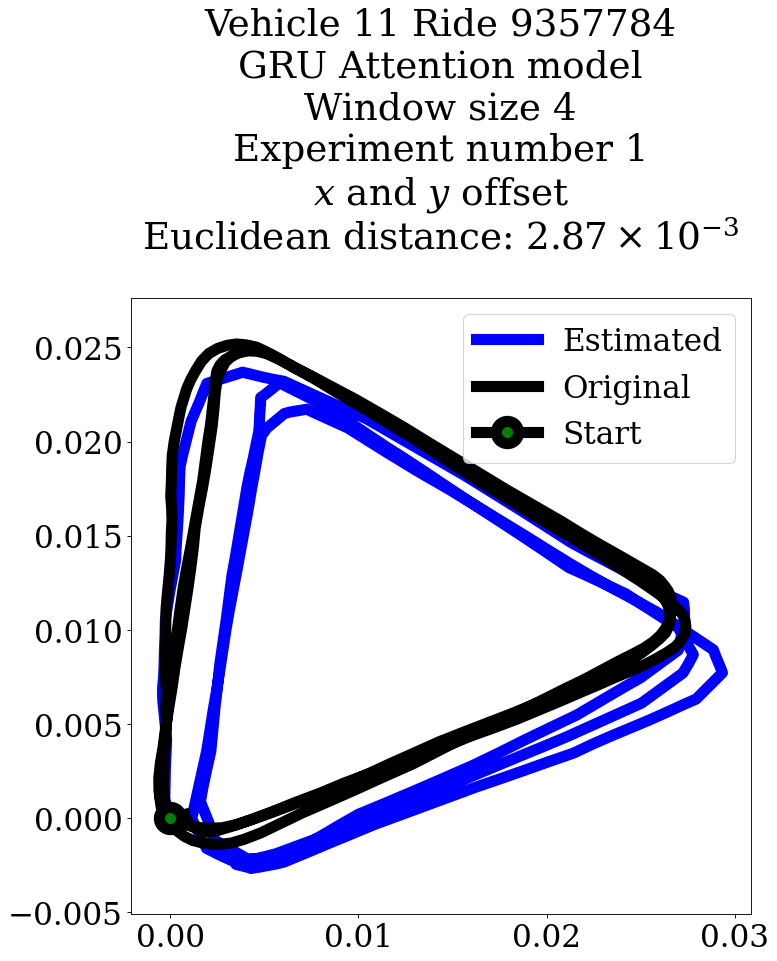 Vehicle 11 Ride 9357784
GRU Attention model
Window size 4
Experiment number 1
x and y offset
Euclidean distance: 2.87 × 10⁻³
Estimated
Original
Start
0.025
0.020
0.015
0.010
0.005
0.000
−0.005
0.00 0.01 0.02 0.03